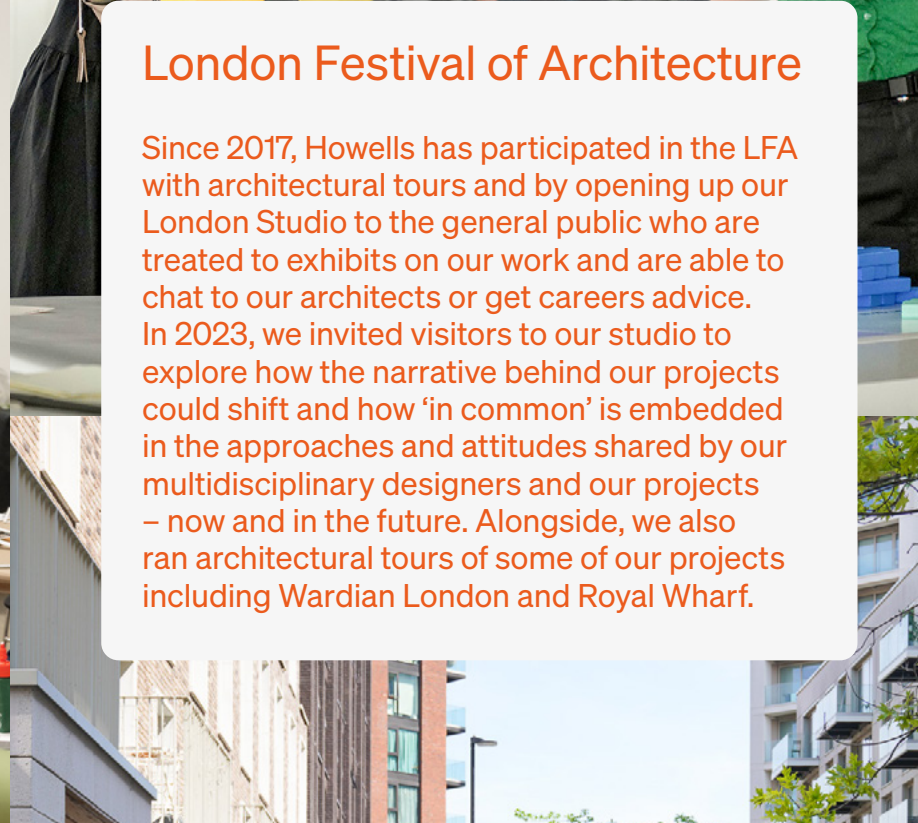 London Festival of Architecture
Since 2017, Howells has participated in the LFA
with architectural tours and by opening up our
London Studio to the general public who are
treated to exhibits on our work and are able to
chat to our architects or get careers advice.
In 2023, we invited visitors to our studio to
explore how the narrative behind our projects
could shift and how ‘in common’ is embedded
in the approaches and attitudes shared by our
multidisciplinary designers and our projects
– now and in the future. Alongside, we also
ran architectural tours of some of our projects
including Wardian London and Royal Wharf.